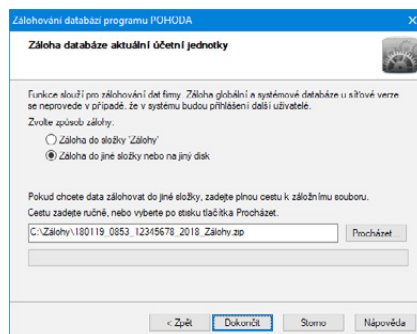 Zálohování databází programu POHODA
Záloha databáze aktuální účetní jednotky
Funkce slouží pro zálohování dat firmy. Záloha globální a systémové databáze u síťové verze
se neprovede v případě, že v systému budou přihlášení další uživatelé.
Zvolte způsob zálohy:
Záloha do složky 'Zálohy'
Záloha do jiné složky nebo na jiný disk
Pokud chcete data zálohovat do jiné složky, zadejte plnou cestu k záložnímu souboru.
Cestu zadejte ručně, nebo vyberte po stisku tlačítka Procházet.
C:\Zálohy\180119_0853_12345678_2018_Zálohy.zip
Procházet...
< Zpět
Dokončit
Storno
Nápověda